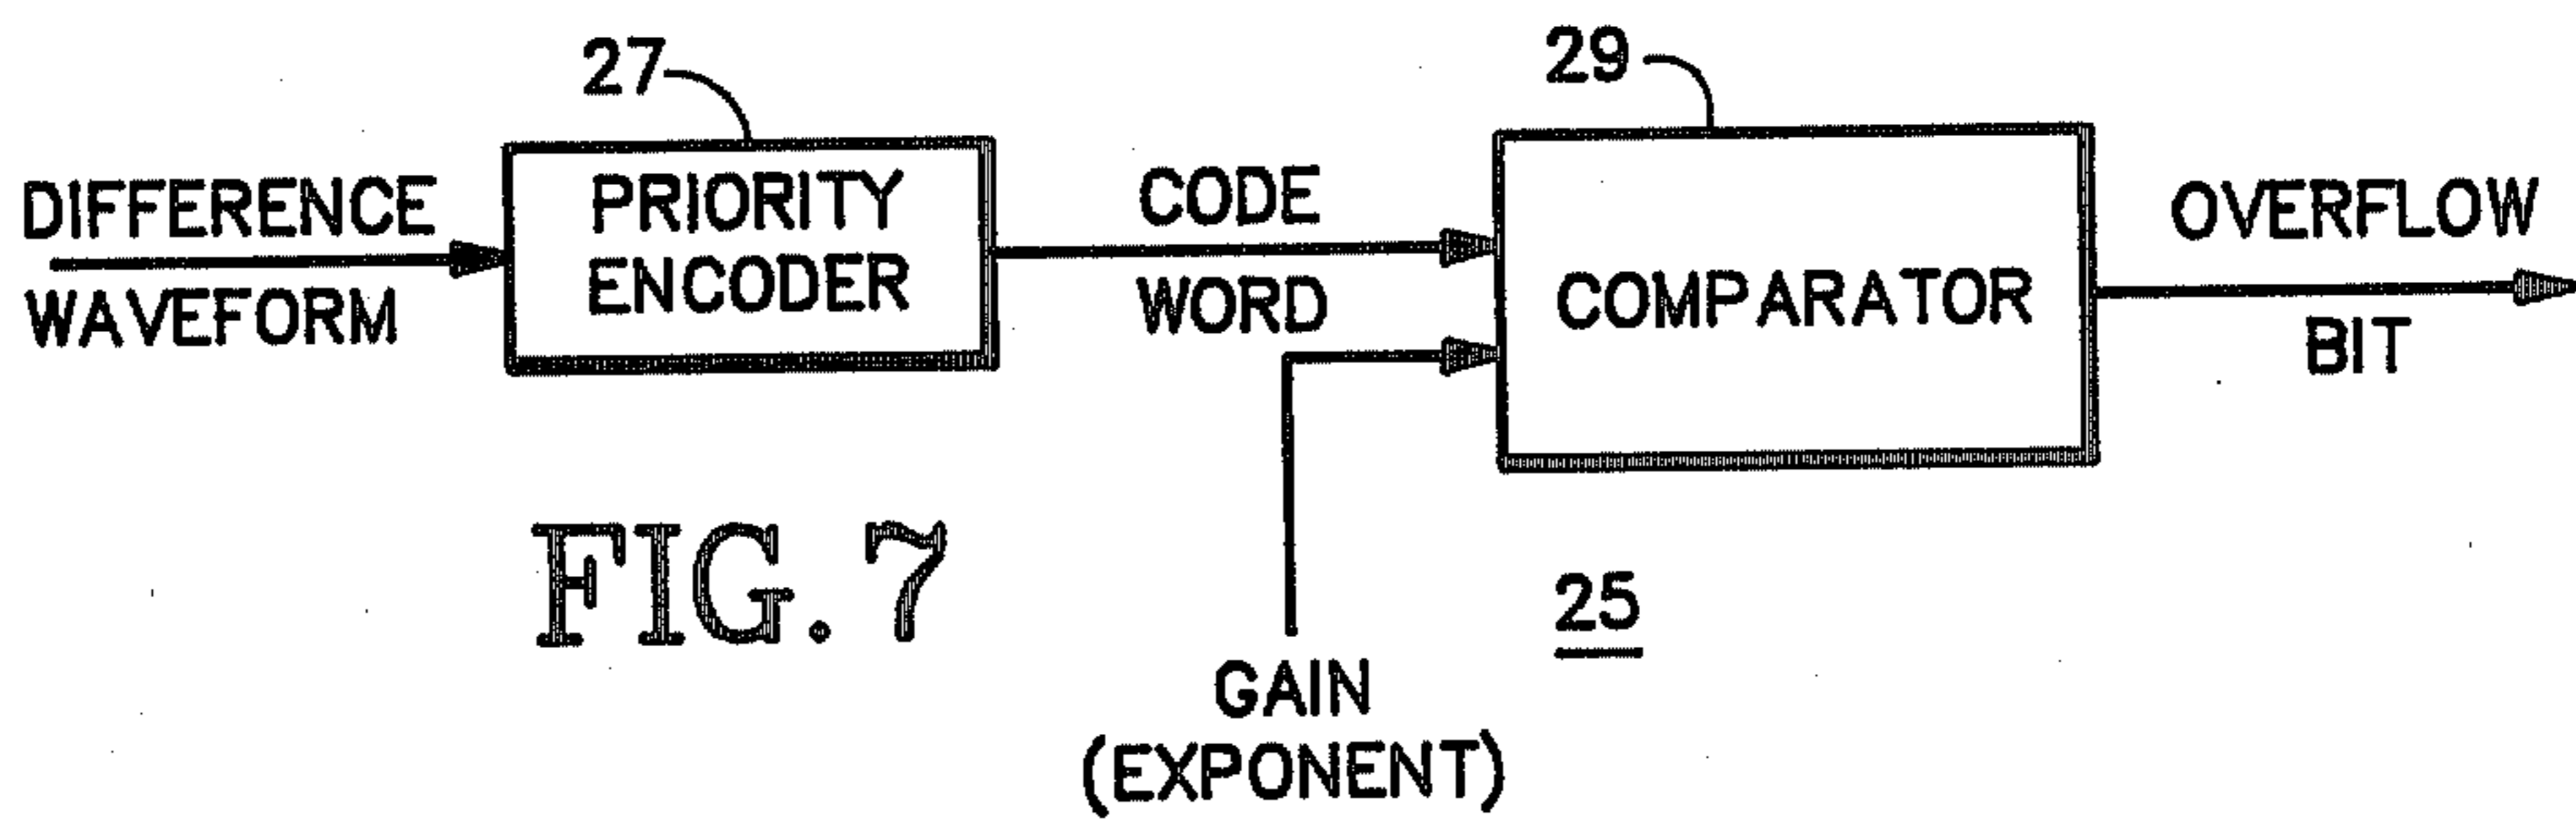 27
29
DIFFERENCE
WAVEFORM
PRIORITY
ENCODER
CODE
WORD
COMPARATOR
OVERFLOW
BIT
GAIN
(EXPONENT)
25
FIG. 7